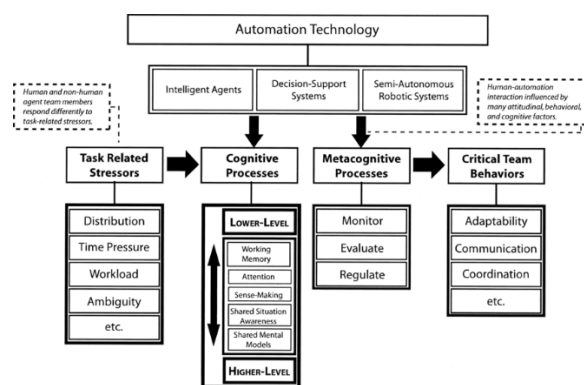 Automation Technology
Intelligent Agents
Decision-Support
Systems
Semi-Autonomous
Robotic Systems
Human and non-human
agent team members
respond differently to
task-related stressors.
Human-automation
interaction influenced by
many attitudinal, behavioral,
and cognitive factors.
Task Related
Stressors
Cognitive
Processes
Metacognitive
Processes
Critical Team
Behaviors
Distribution
Time Pressure
Workload
Ambiguity
etc.
LOWER-LEVEL
Working
Memory
Attention
Sense-Making
Shared Situation
Awareness
Shared Mental
Models
HIGHER-LEVEL
Monitor
Evaluate
Regulate
Adaptability
Communication
Coordination
etc.